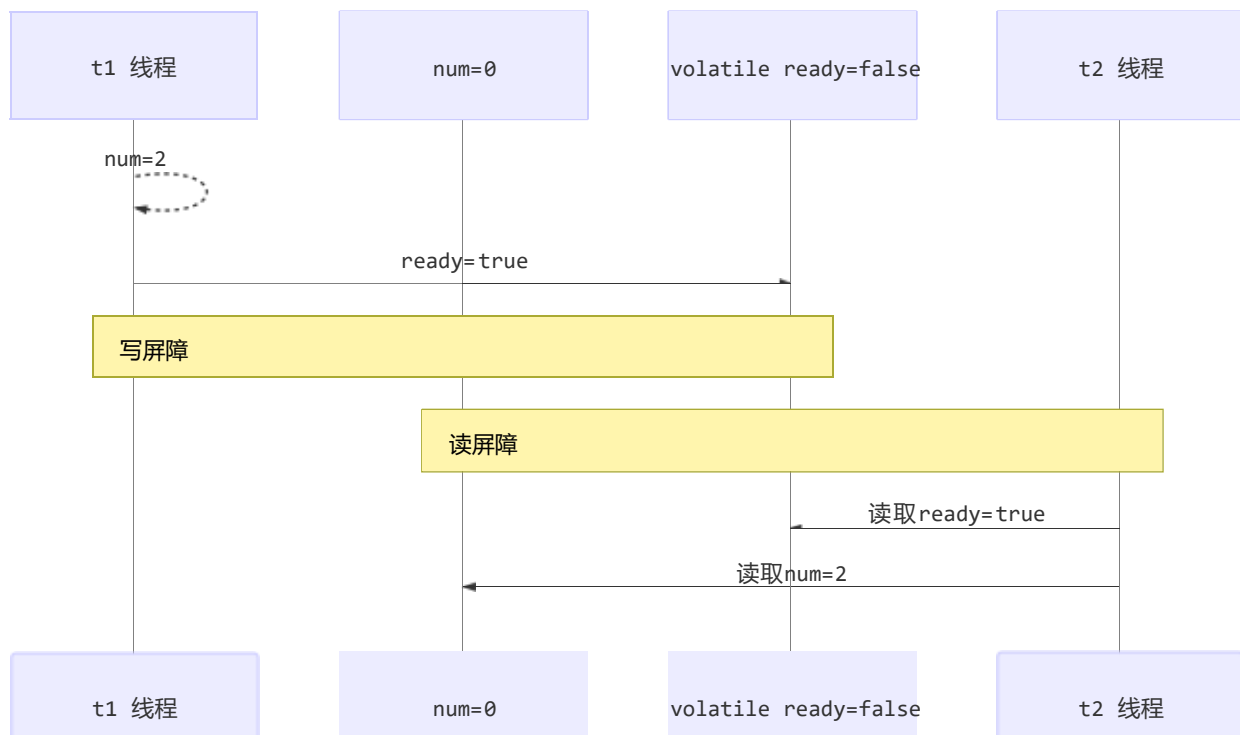 t1 线程
num=0
volatile ready=false
t2 线程
num=2
ready=true
写屏障
读屏障
读取ready=true
读取num=2
t1 线程
num=0
volatile ready=false
t2 线程